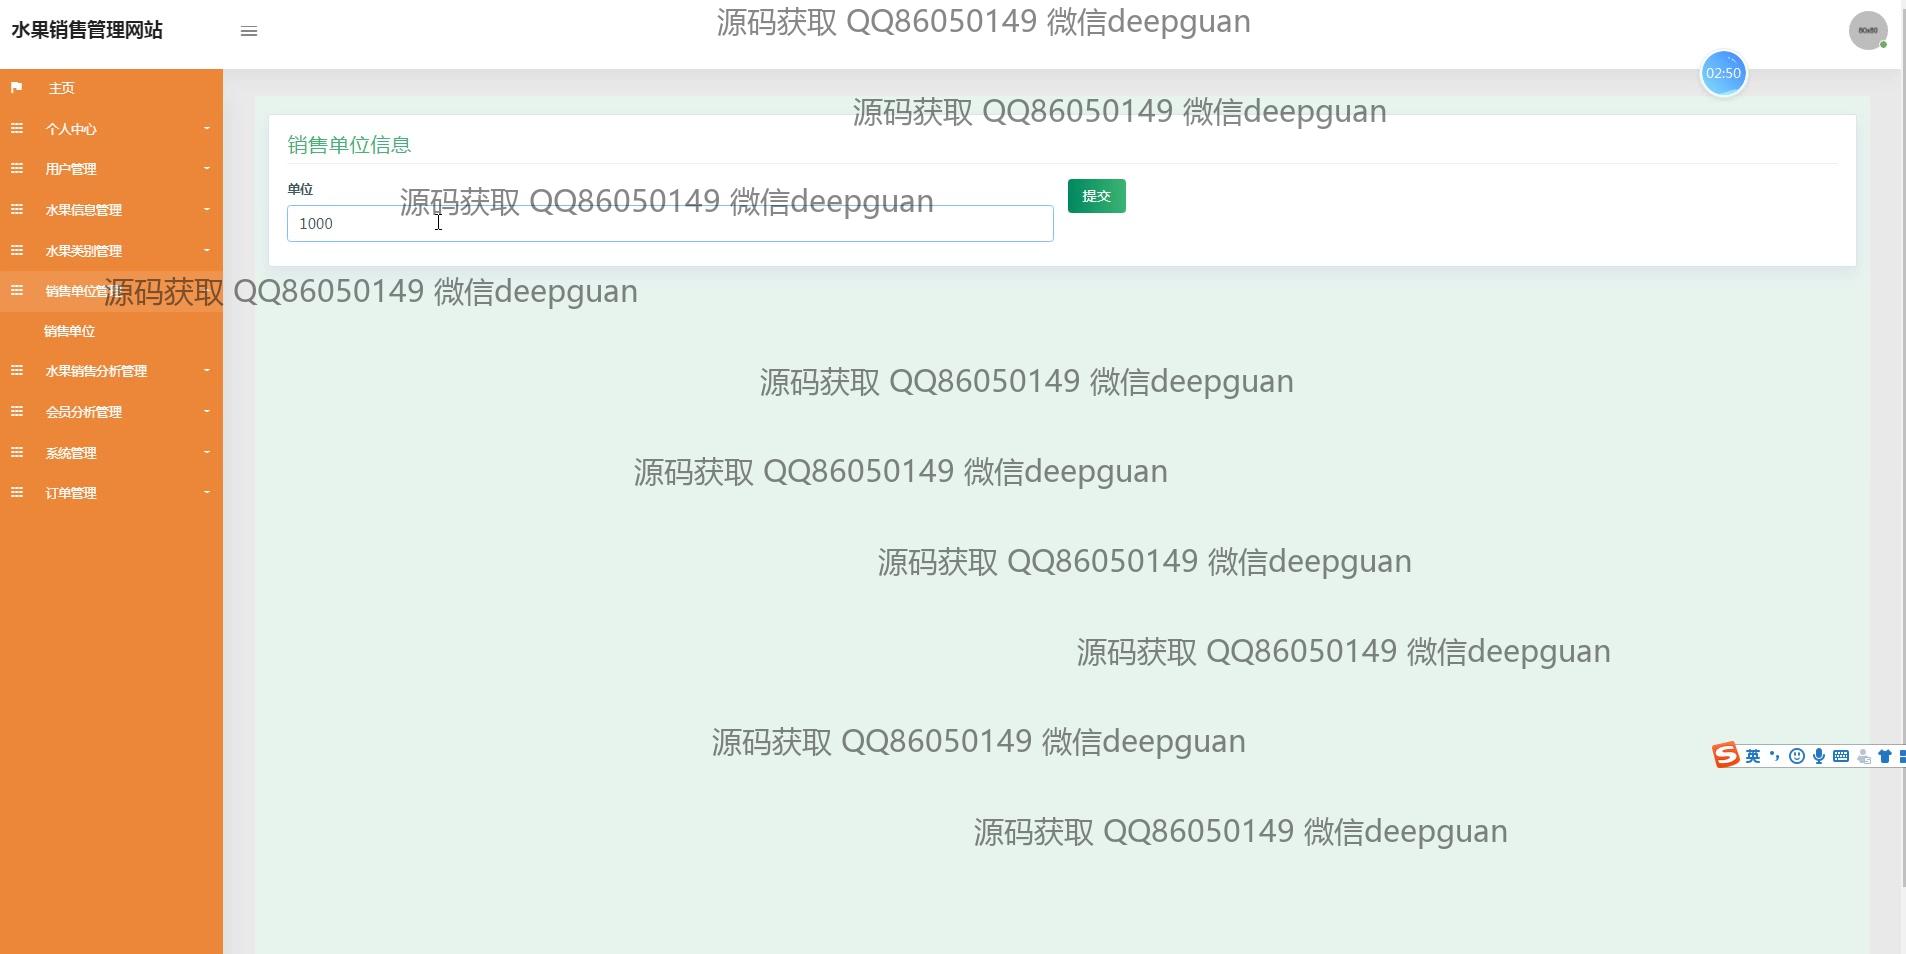 水果销售管理网站
源码获取 QQ86050149 微信deepguan
80x80
02:50
主页
源码获取 QQ86050149 微信deepguan
个人中心
销售单位信息
用户管理
单位
源码获取 QQ86050149 微信deepguan
提交
水果信息管理
1000
水果类别管理
销售单位管理
源码获取 QQ86050149 微信deepguan
销售单位
水果销售分析管理
源码获取 QQ86050149 微信deepguan
会员分析管理
系统管理
源码获取 QQ86050149 微信deepguan
订单管理
源码获取 QQ86050149 微信deepguan
源码获取 QQ86050149 微信deepguan
源码获取 QQ86050149 微信deepguan
英
源码获取 QQ86050149 微信deepguan